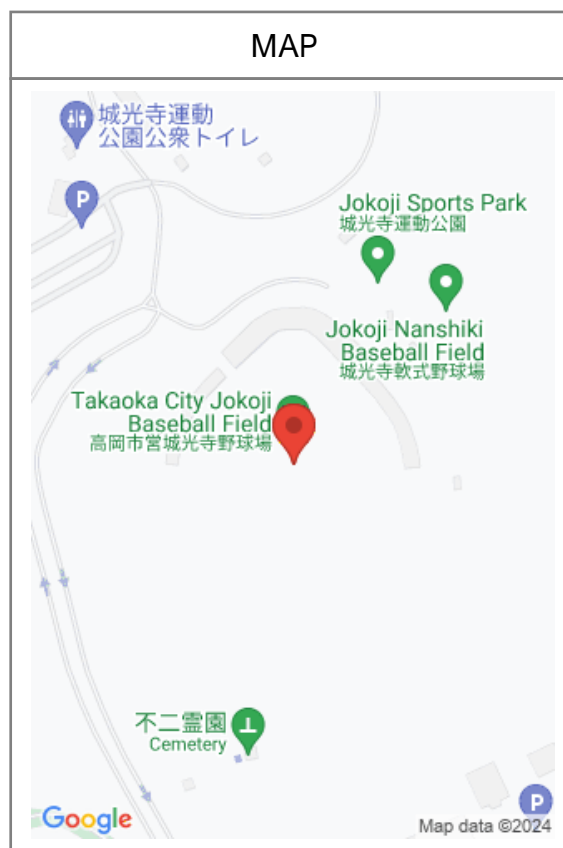 MAP
城光寺運動
公園公衆トイレ
P
Jokoji Sports Park
城光寺運動公園
Jokoji Nanshiki
Baseball Field
城光寺軟式野球場
Takaoka City Jokoji
Baseball Field
高岡市営城光寺野球場
不二霊園
Cemetery
P
Google
Map data ©2024